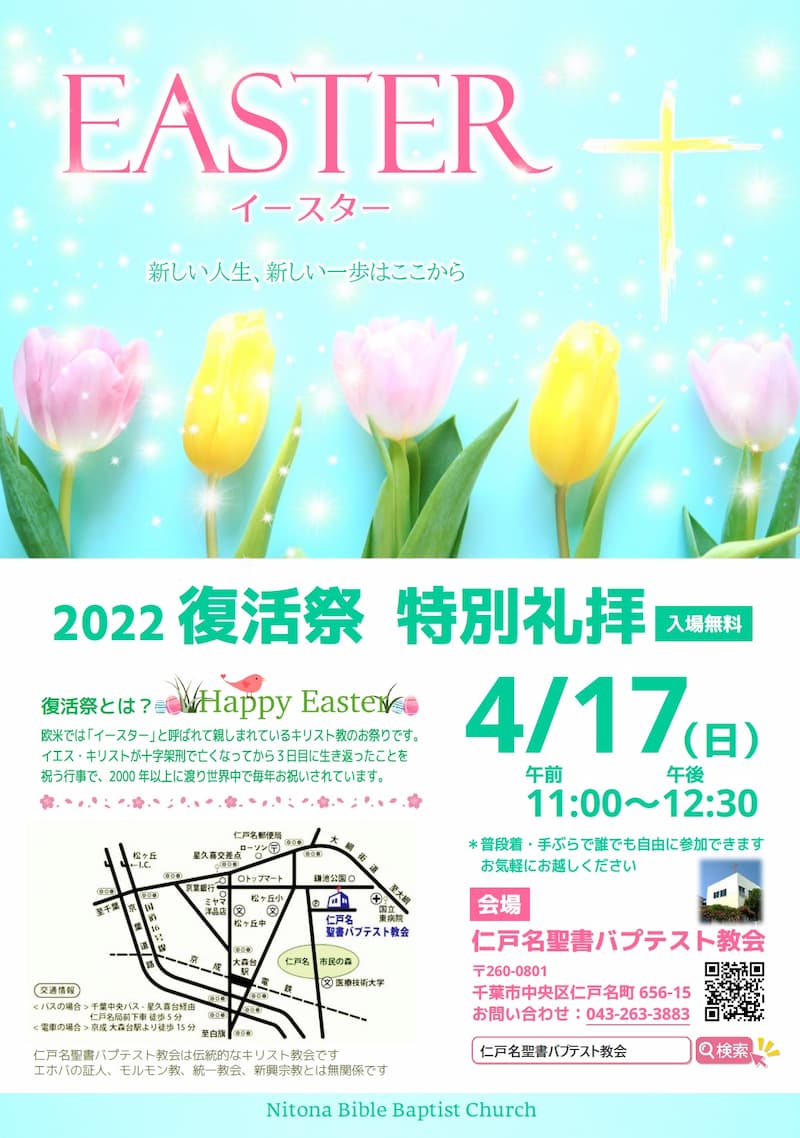 EASTER
イースター
新しい人生、新しい一歩はここから
2022 復活祭 特別礼拝 入場無料
復活祭とは？
Happy Easter
欧米では「イースター」と呼ばれて親しまれているキリスト教のお祭りです。
イエス・キリストが十字架刑で亡くなってから３日目に生き返ったことを
祝う行事で、2000 年以上に渡り世界中で毎年お祝いされています。
4/17(日)
午前 午後
11:00～12:30
＊普段着・手ぶらで誰でも自由に参加できます
お気軽にお越しください
会場
仁戸名聖書バプテスト教会
〒260-0801
千葉市中央区仁戸名町 656-15
お問い合わせ：043-263-3883
仁戸名聖書バプテスト教会
検索
仁戸名郵便局
ローソン
松ヶ丘
I.C.
星久喜交差点
大網街道
京葉銀行
トップマート
鎌池公園
至大網
至千葉
ミヤマ
洋品店
松ヶ丘小
松ヶ丘中
国立
東病院
仁戸名
聖書バプテスト教会
京葉道路
大森台
駅
仁戸名 市民の森
京成電鉄
医療技術大学
至白旗
交通情報
< バスの場合 > 千葉中央バス・星久喜台経由
仁戸名局前下車 徒歩５分
< 電車の場合 > 京成 大森台駅より徒歩 15 分
仁戸名聖書バプテスト教会は伝統的なキリスト教会です
エホバの証人、モルモン教、統一教会、新興宗教とは無関係です
Nitona Bible Baptist Church